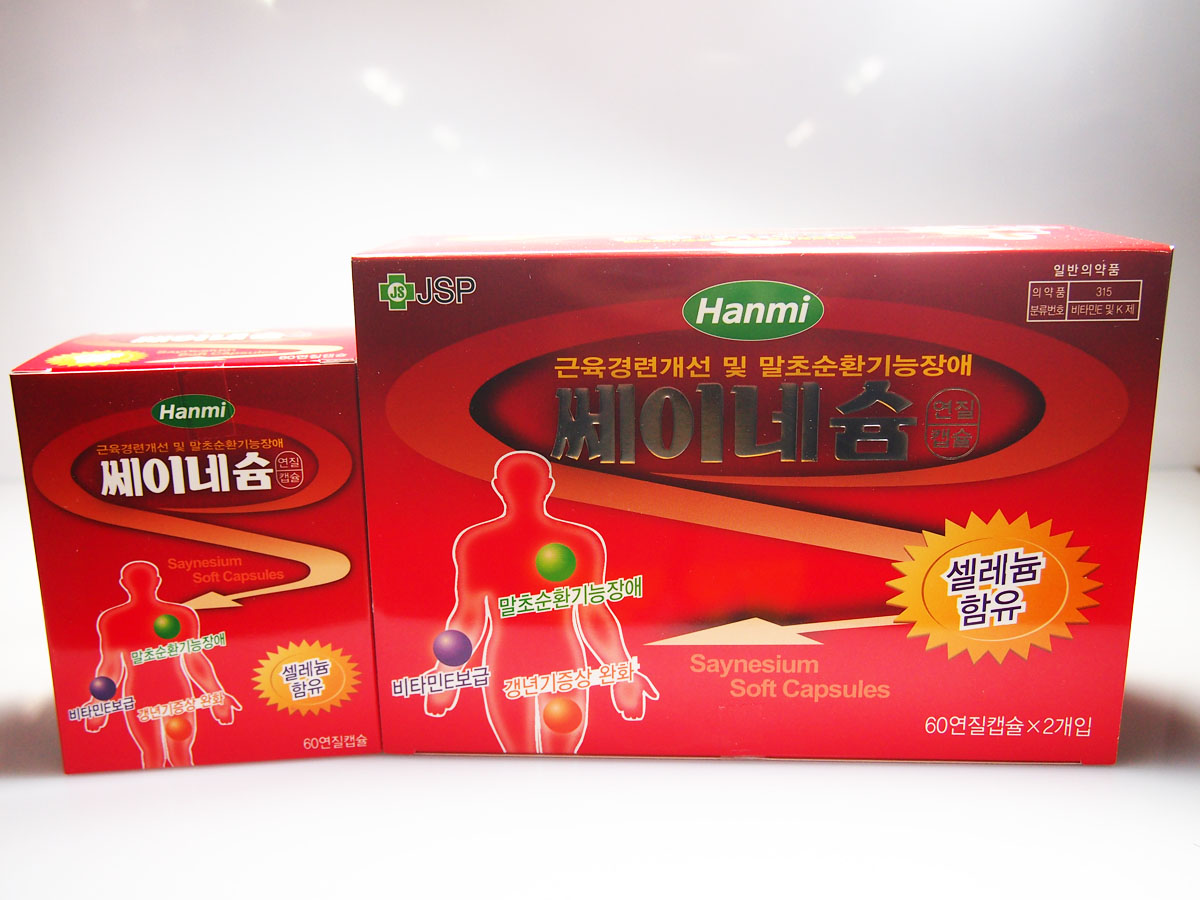 Hanmi
근육경련개선 및 말초순환기능장애
쎄이네슘 연질
캡슐
Saynesium
Soft Capsules
말초순환기능장애
비타민E보급
갱년기증상 완화
셀레늄
함유
60연질캡슐
JS JSP
Hanmi
일반의약품
의약품 315
분류번호 비타민E 및 K 제
근육경련개선 및 말초순환기능장애
쎄이네슘 연질
캡슐
말초순환기능장애
비타민E보급
갱년기증상 완화
셀레늄
함유
Saynesium
Soft Capsules
60연질캡슐×2개입